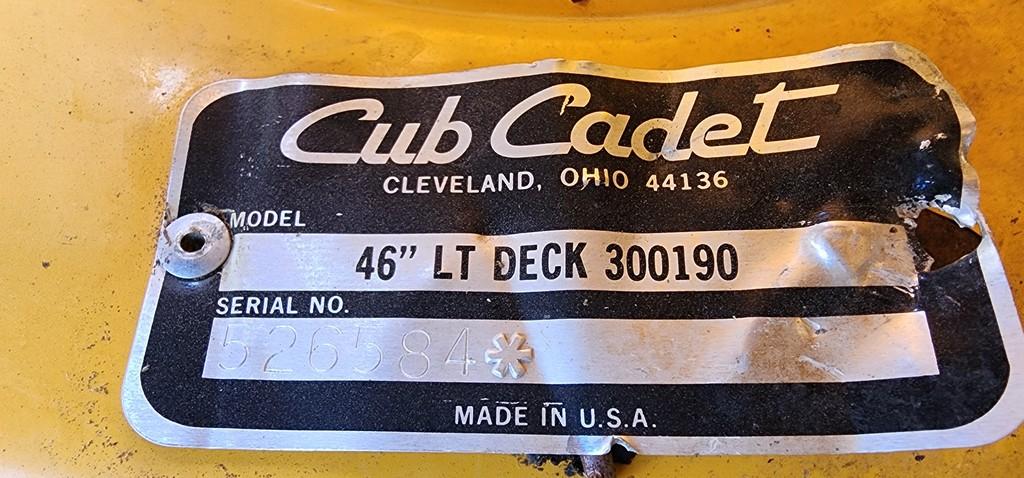 Cub Cadet
CLEVELAND, OHIO 44136
MODEL
46” LT DECK 300190
SERIAL NO.
526584*
MADE IN U.S.A.